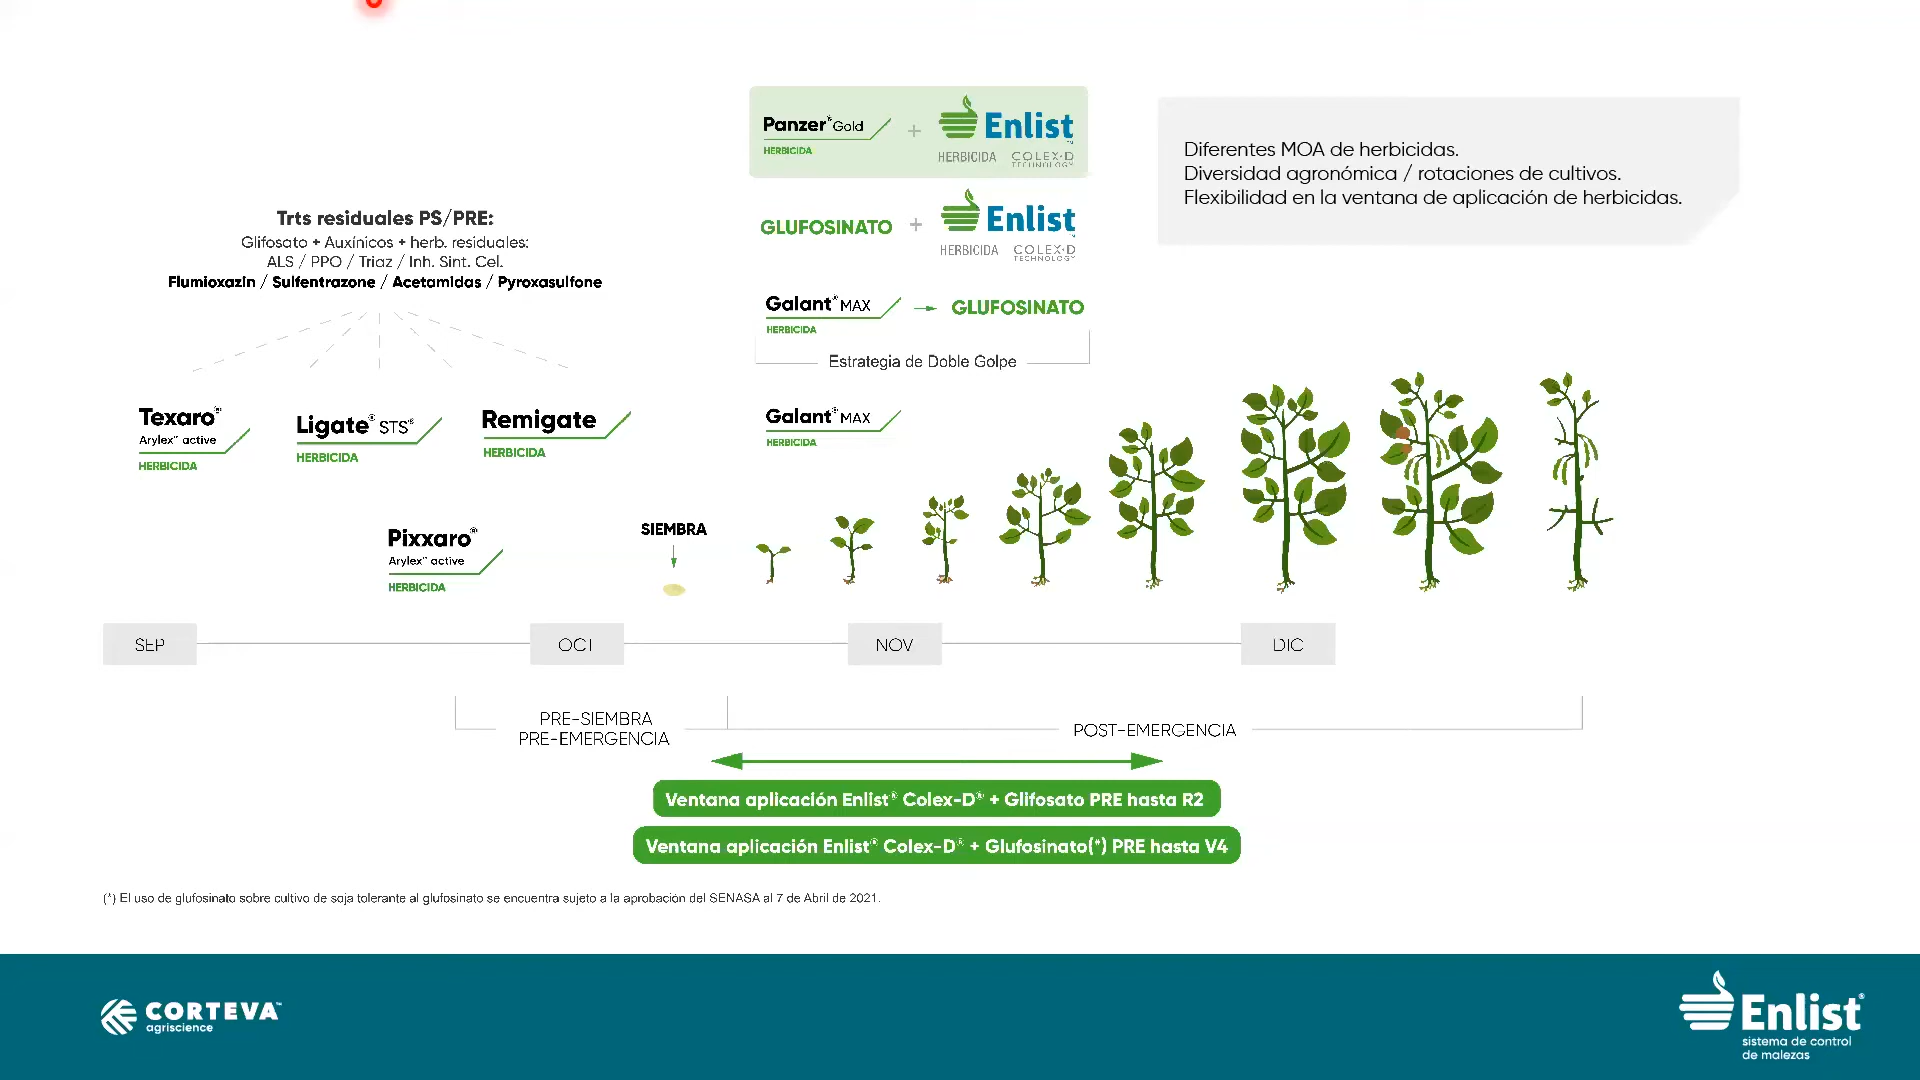 Panzer® Gold
HERBICIDA
+
Enlist™
HERBICIDA COLEX·D
TECHNOLOGY
GLUFOSINATO
+
Enlist™
HERBICIDA COLEX·D
TECHNOLOGY
Galant® MAX
HERBICIDA
GLUFOSINATO
Estrategia de Doble Golpe
Galant® MAX
HERBICIDA
Diferentes MOA de herbicidas.
Diversidad agronómica / rotaciones de cultivos.
Flexibilidad en la ventana de aplicación de herbicidas.
Trts residuales PS/PRE:
Glifosato + Auxínicos + herb. residuales:
ALS / PPO / Triaz / Inh. Sint. Cel.
Flumioxazin / Sulfentrazone / Acetamidas / Pyroxasulfone
Texaro®
Arylex™ active
HERBICIDA
Ligate® STS®
HERBICIDA
Remigate
HERBICIDA
Pixxaro®
Arylex™ active
HERBICIDA
SIEMBRA
SEP
OCT
NOV
DIC
PRE-SIEMBRA
PRE-EMERGENCIA
POST-EMERGENCIA
Ventana aplicación Enlist® Colex-D® + Glifosato PRE hasta R2
Ventana aplicación Enlist® Colex-D® + Glufosinato(*) PRE hasta V4
(*) El uso de glufosinato sobre cultivo de soja tolerante al glufosinato se encuentra sujeto a la aprobación del SENASA al 7 de Abril de 2021.
CORTEVA™
agriscience
Enlist®
sistema de control
de malezas